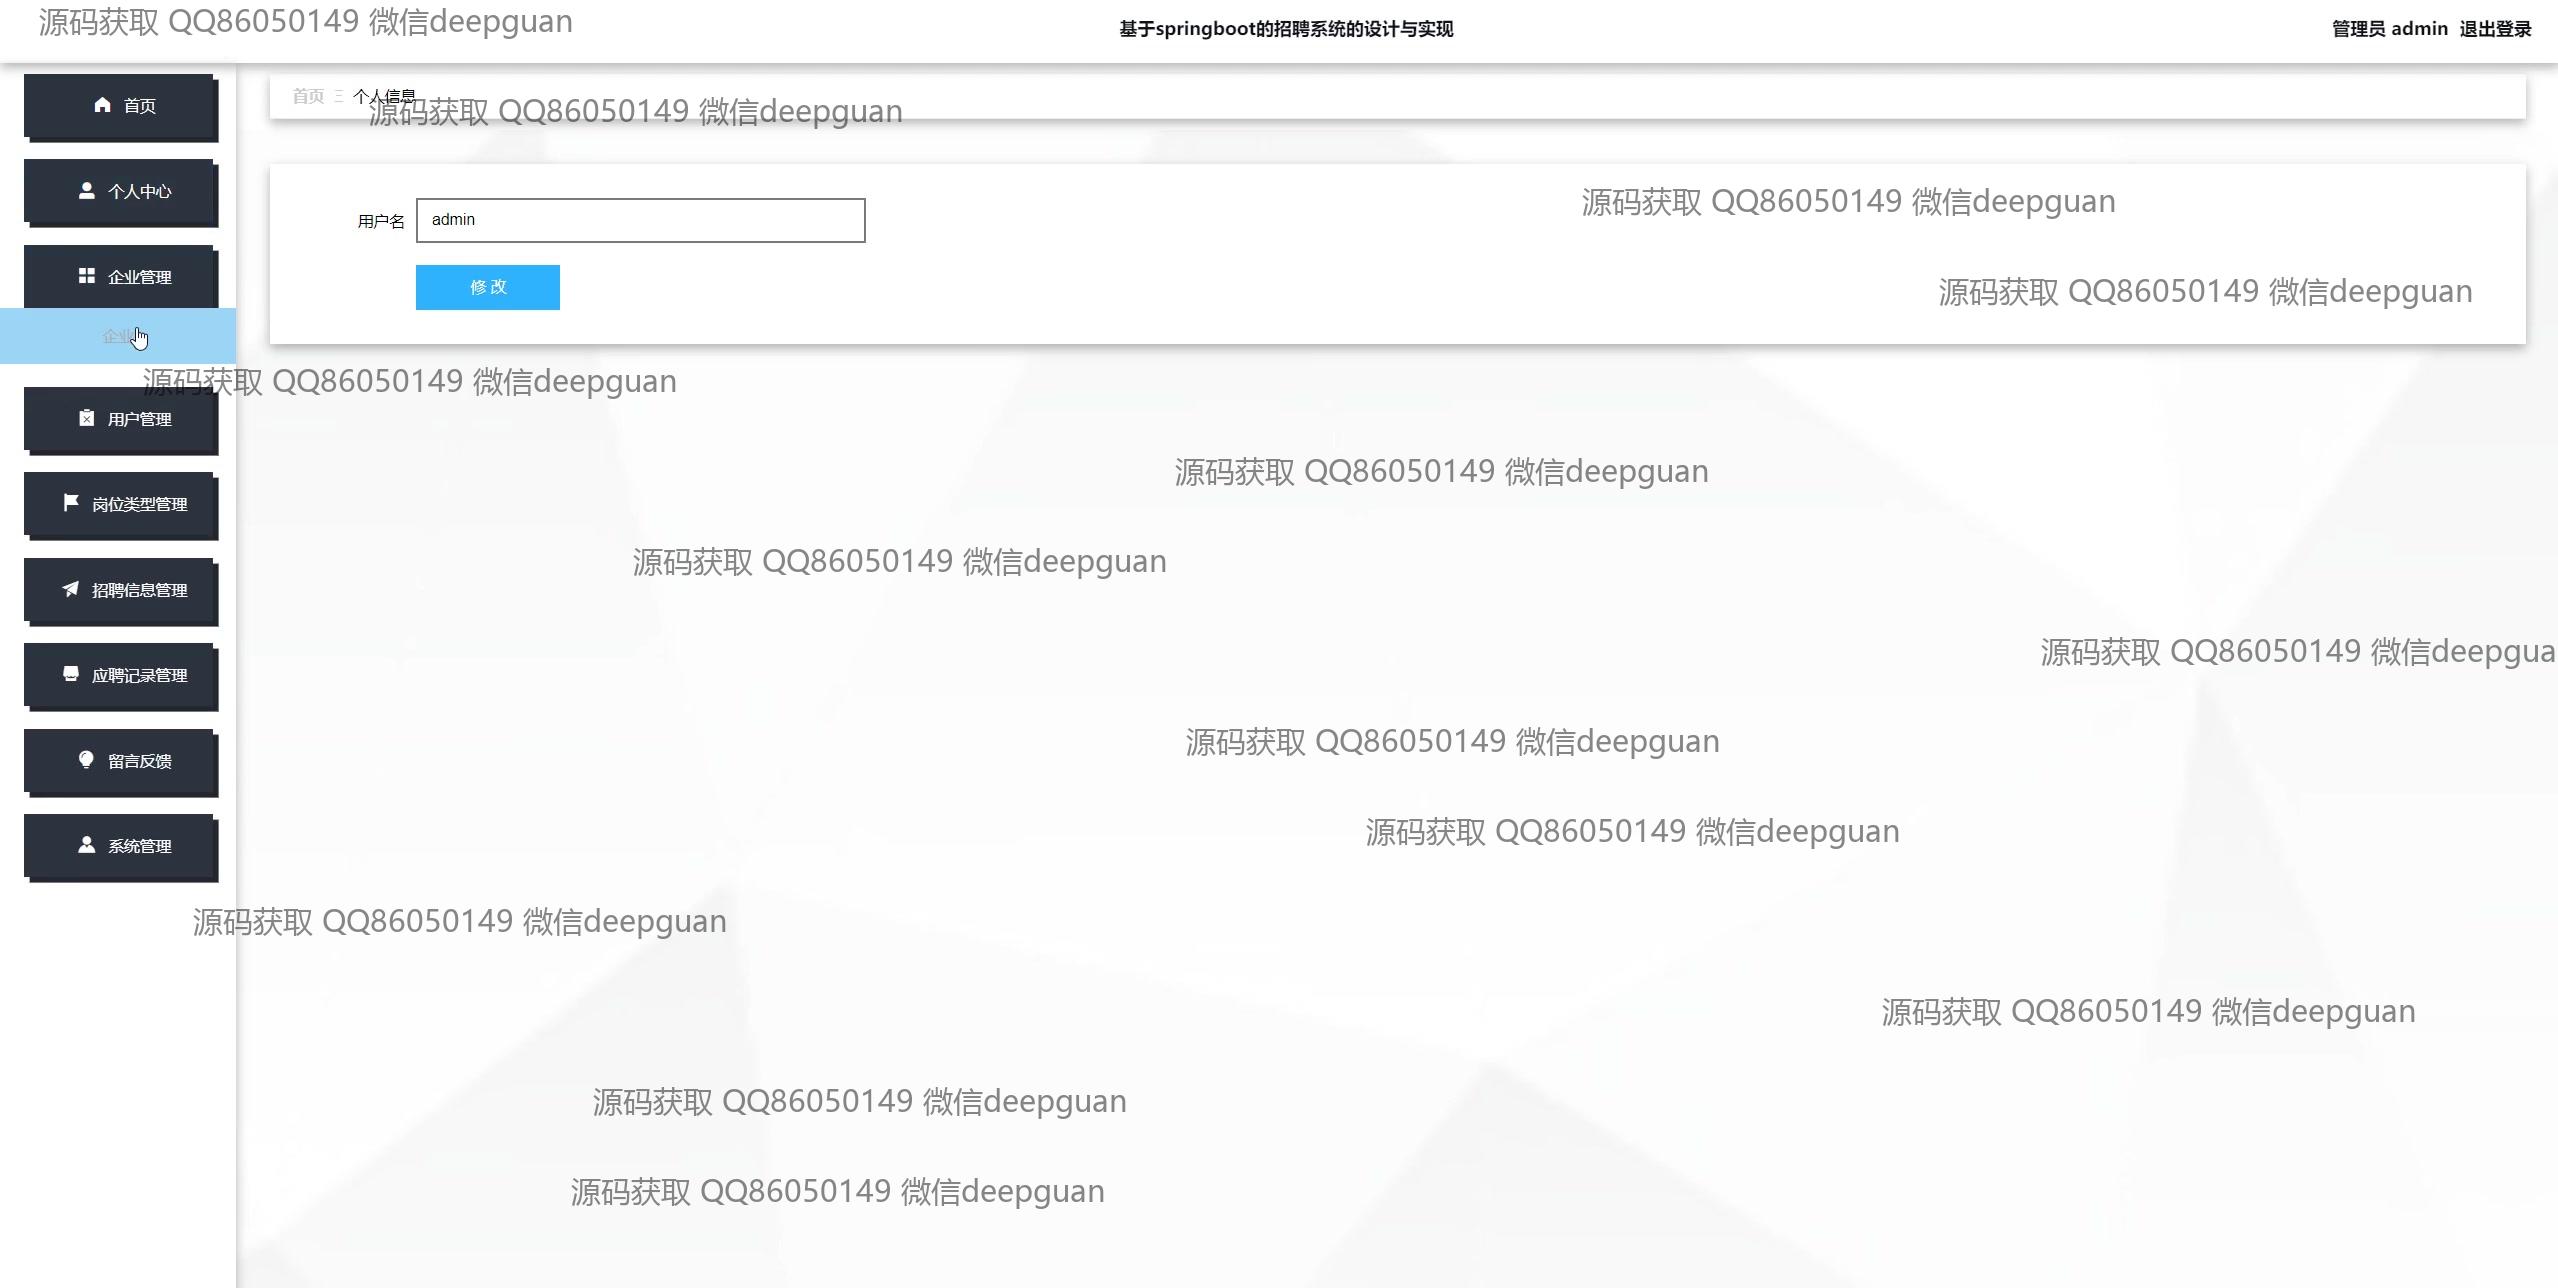 源码获取 QQ86050149 微信deepguan
基于springboot的招聘系统的设计与实现
管理员 admin 退出登录
首页
首页 个人信息
源码获取 QQ86050149 微信deepguan
个人中心
源码获取 QQ86050149 微信deepguan
用户名 admin
企业管理
修 改
源码获取 QQ86050149 微信deepguan
企业
源码获取 QQ86050149 微信deepguan
用户管理
源码获取 QQ86050149 微信deepguan
岗位类型管理
源码获取 QQ86050149 微信deepguan
招聘信息管理
源码获取 QQ86050149 微信deepgua
应聘记录管理
源码获取 QQ86050149 微信deepguan
留言反馈
源码获取 QQ86050149 微信deepguan
系统管理
源码获取 QQ86050149 微信deepguan
源码获取 QQ86050149 微信deepguan
源码获取 QQ86050149 微信deepguan
源码获取 QQ86050149 微信deepguan